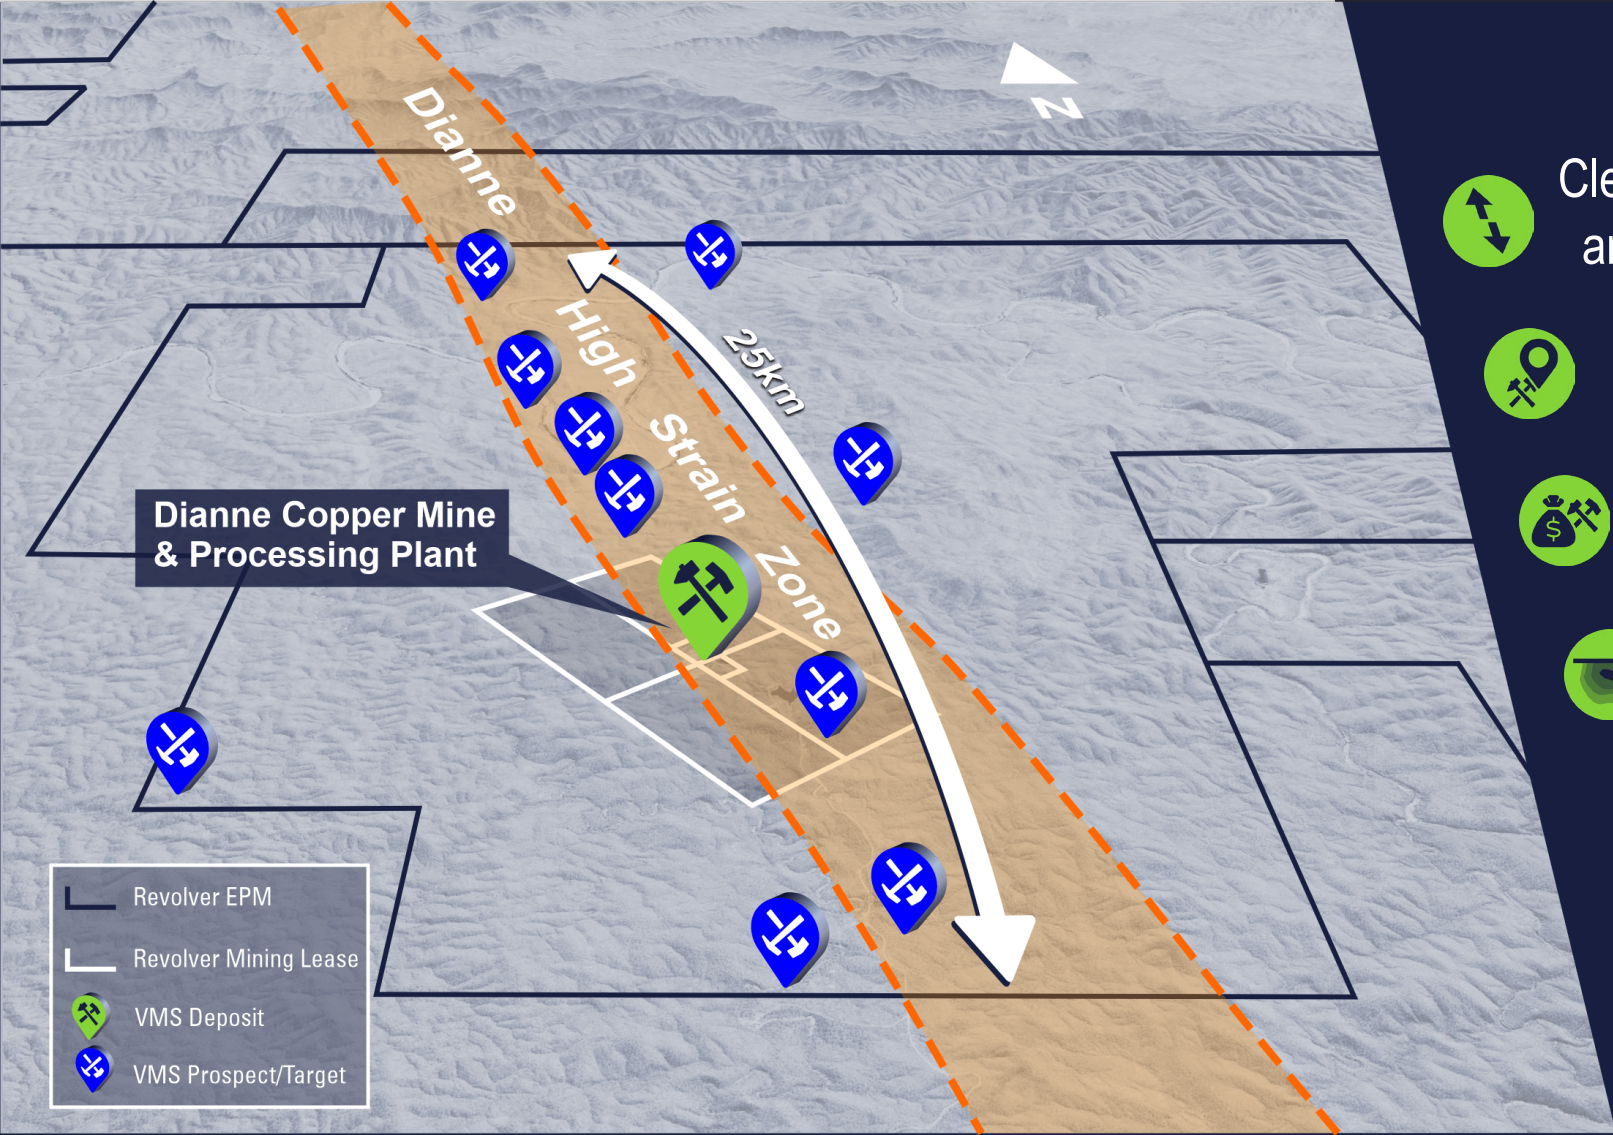 N
Dianne
High
Strain
Zone
25km
Dianne Copper Mine
& Processing Plant
Revolver EPM
Revolver Mining Lease
VMS Deposit
VMS Prospect/Target
Cle
$